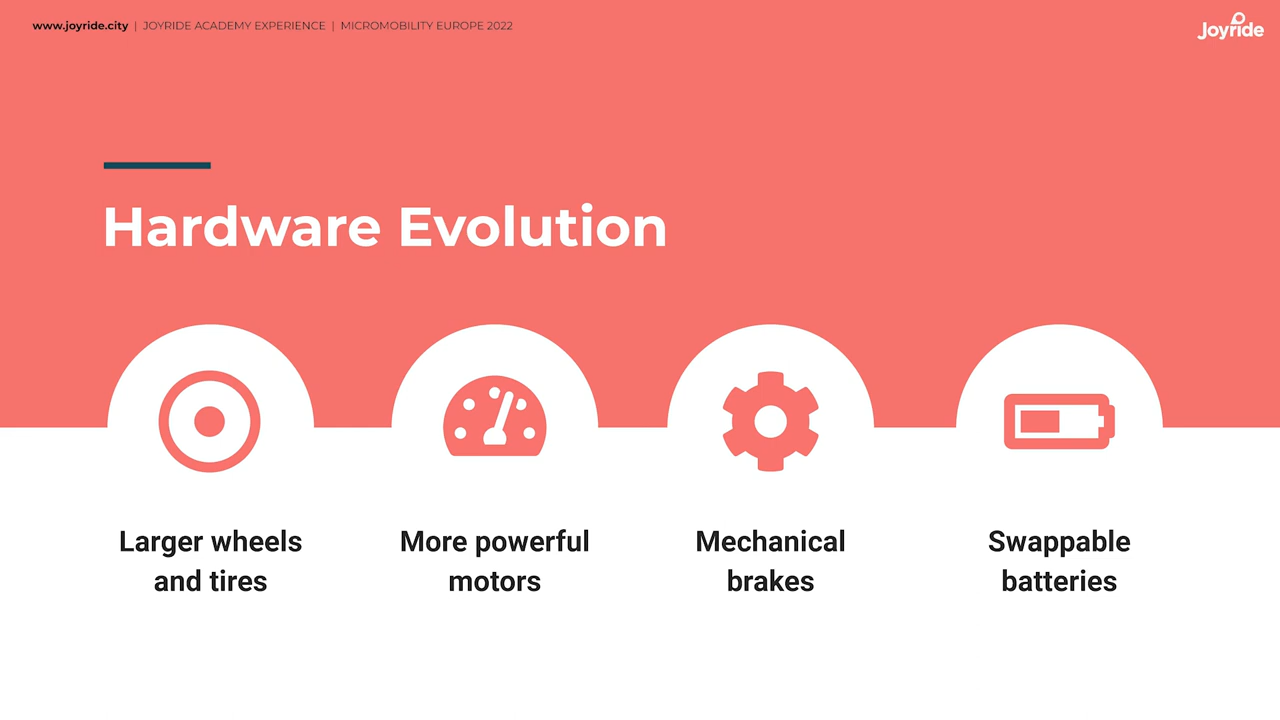 www.joyride.city | JOYRIDE ACADEMY EXPERIENCE | MICROMOBILITY EUROPE 2022
Joyride
Hardware Evolution
Larger wheels
and tires
More powerful
motors
Mechanical
brakes
Swappable
batteries